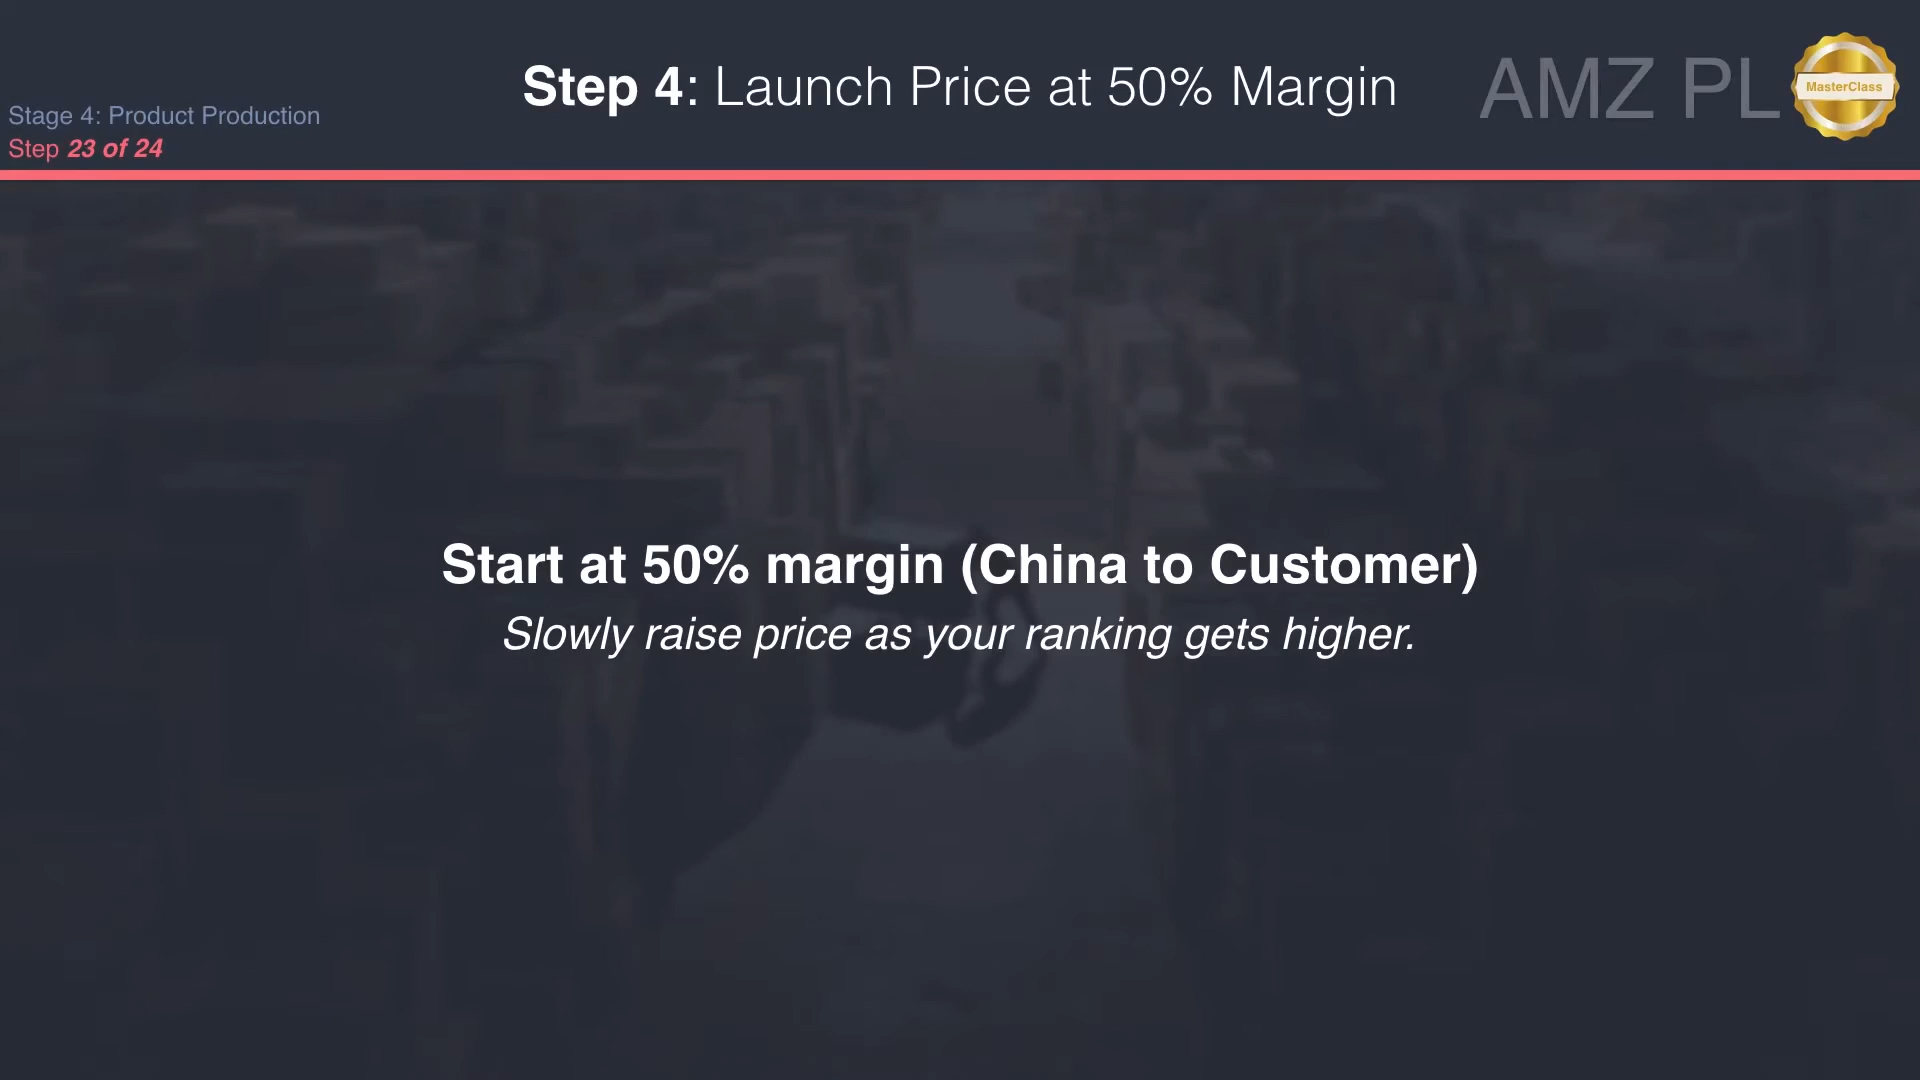 Step 4: Launch Price at 50% Margin
AMZ PL
MasterClass
Stage 4: Product Production
Step 23 of 24
Start at 50% margin (China to Customer)
Slowly raise price as your ranking gets higher.